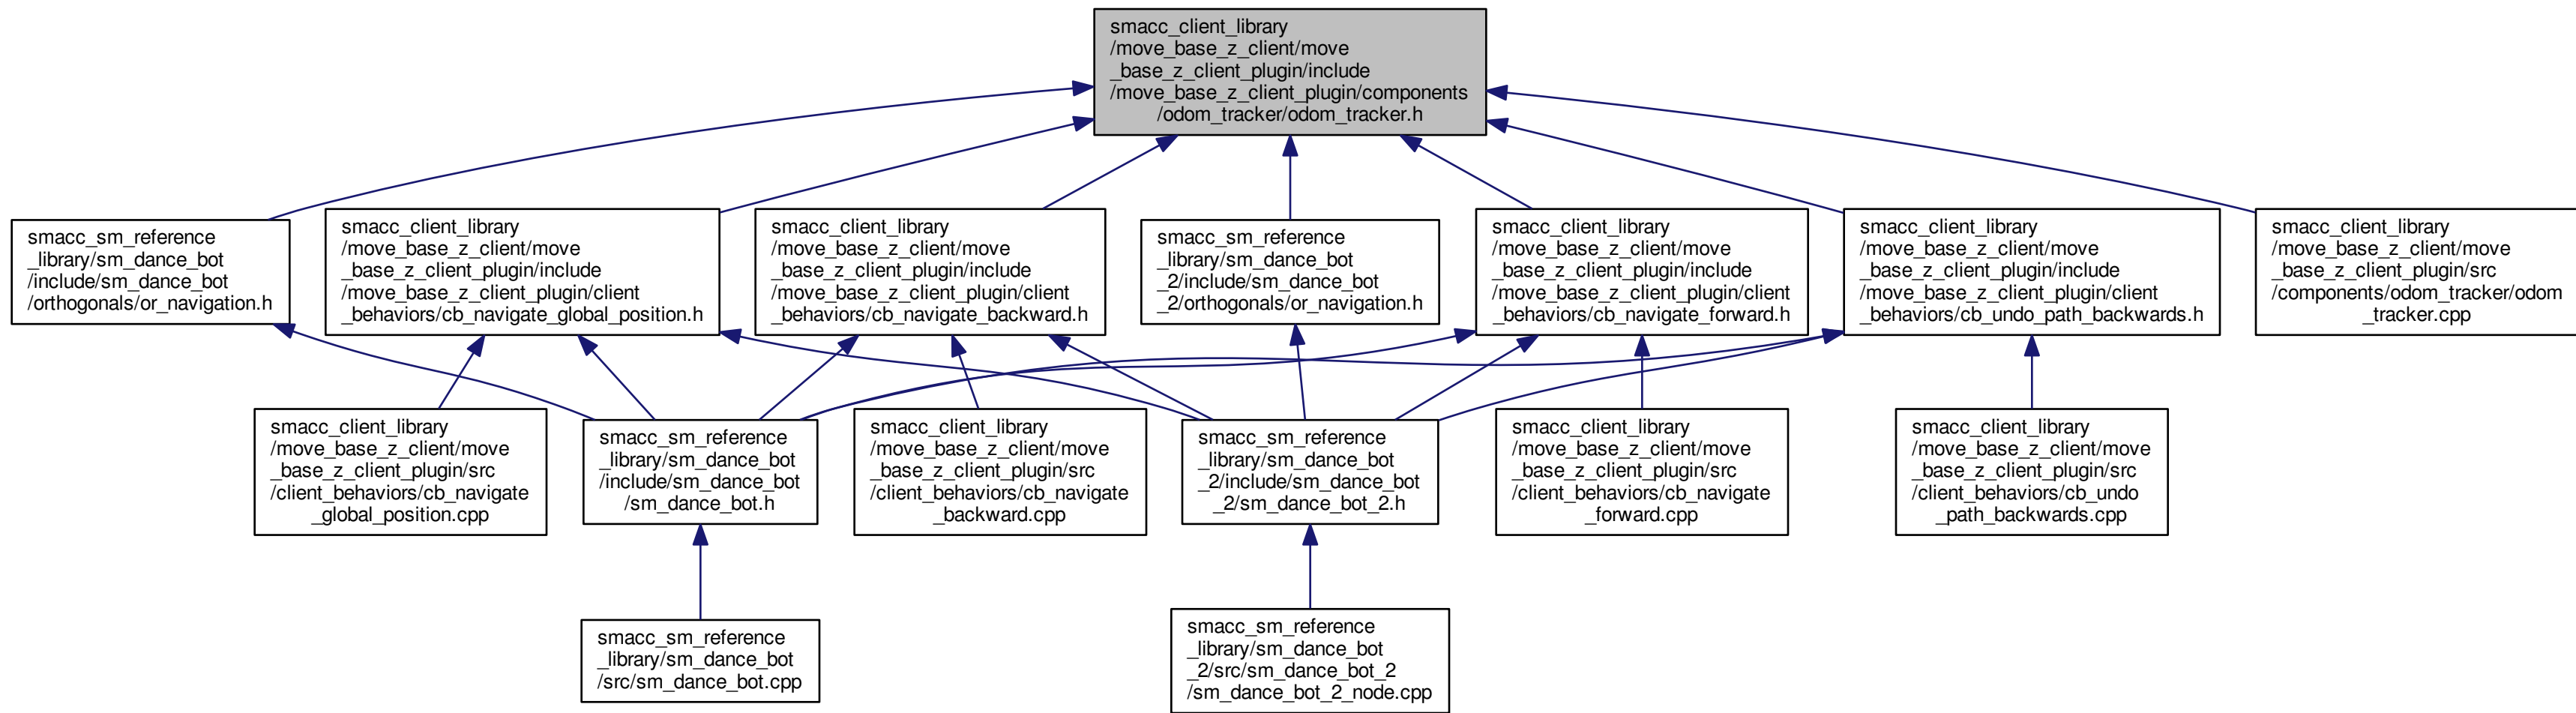 smacc_client_library
/move_base_z_client/move
_base_z_client_plugin/include
/move_base_z_client_plugin/components
/odom_tracker/odom_tracker.h
smacc_sm_reference
_library/sm_dance_bot
/include/sm_dance_bot
/orthogonals/or_navigation.h
smacc_client_library
/move_base_z_client/move
_base_z_client_plugin/include
/move_base_z_client_plugin/client
_behaviors/cb_navigate_global_position.h
smacc_client_library
/move_base_z_client/move
_base_z_client_plugin/include
/move_base_z_client_plugin/client
_behaviors/cb_navigate_backward.h
smacc_sm_reference
_library/sm_dance_bot
_2/include/sm_dance_bot
_2/orthogonals/or_navigation.h
smacc_client_library
/move_base_z_client/move
_base_z_client_plugin/include
/move_base_z_client_plugin/client
_behaviors/cb_navigate_forward.h
smacc_client_library
/move_base_z_client/move
_base_z_client_plugin/include
/move_base_z_client_plugin/client
_behaviors/cb_undo_path_backwards.h
smacc_client_library
/move_base_z_client/move
_base_z_client_plugin/src
/components/odom_tracker/odom
_tracker.cpp
smacc_client_library
/move_base_z_client/move
_base_z_client_plugin/src
/client_behaviors/cb_navigate
_global_position.cpp
smacc_sm_reference
_library/sm_dance_bot
/include/sm_dance_bot
/sm_dance_bot.h
smacc_client_library
/move_base_z_client/move
_base_z_client_plugin/src
/client_behaviors/cb_navigate
_backward.cpp
smacc_sm_reference
_library/sm_dance_bot
_2/include/sm_dance_bot
_2/sm_dance_bot_2.h
smacc_client_library
/move_base_z_client/move
_base_z_client_plugin/src
/client_behaviors/cb_navigate
_forward.cpp
smacc_client_library
/move_base_z_client/move
_base_z_client_plugin/src
/client_behaviors/cb_undo
_path_backwards.cpp
smacc_sm_reference
_library/sm_dance_bot
/src/sm_dance_bot.cpp
smacc_sm_reference
_library/sm_dance_bot
_2/src/sm_dance_bot_2
/sm_dance_bot_2_node.cpp